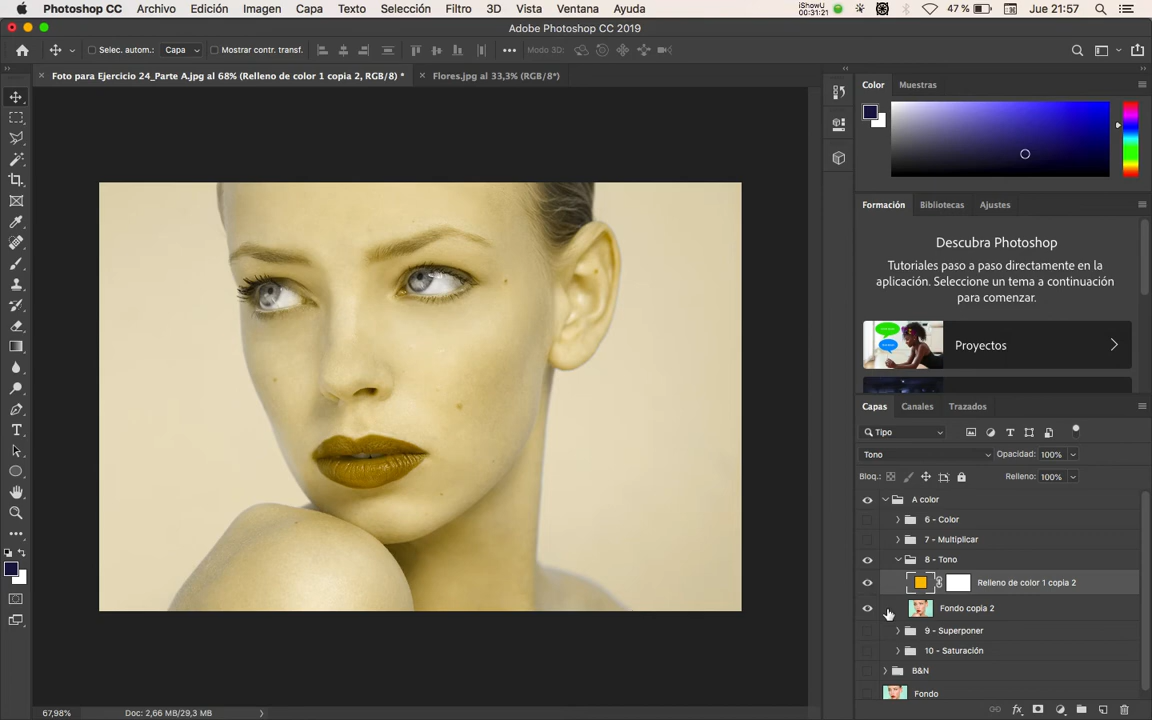 Photoshop CC Archivo Edición Imagen Capa Texto Selección Filtro 3D Vista Ventana Ayuda iShowU 00:31:21 47 % Jue 21:57
Adobe Photoshop CC 2019
Selec. autom.: Capa Mostrar contr. transf. Modo 3D:
Foto para Ejercicio 24_Parte A.jpg al 68% (Relleno de color 1 copia 2, RGB/8) * Flores.jpg al 33,3% (RGB/8*)
Color Muestras
Formación Bibliotecas Ajustes
Descubra Photoshop
Tutoriales paso a paso directamente en la
aplicación. Seleccione un tema a continuación
para comenzar.
Proyectos
Capas Canales Trazados
Tipo
Tono Opacidad: 100%
Bloq.: Relleno: 100%
A color
6 - Color
7 - Multiplicar
8 - Tono
Relleno de color 1 copia 2
Fondo copia 2
9 - Superponer
10 - Saturación
B&N
Fondo
67,98% Doc: 2,66 MB/29,3 MB